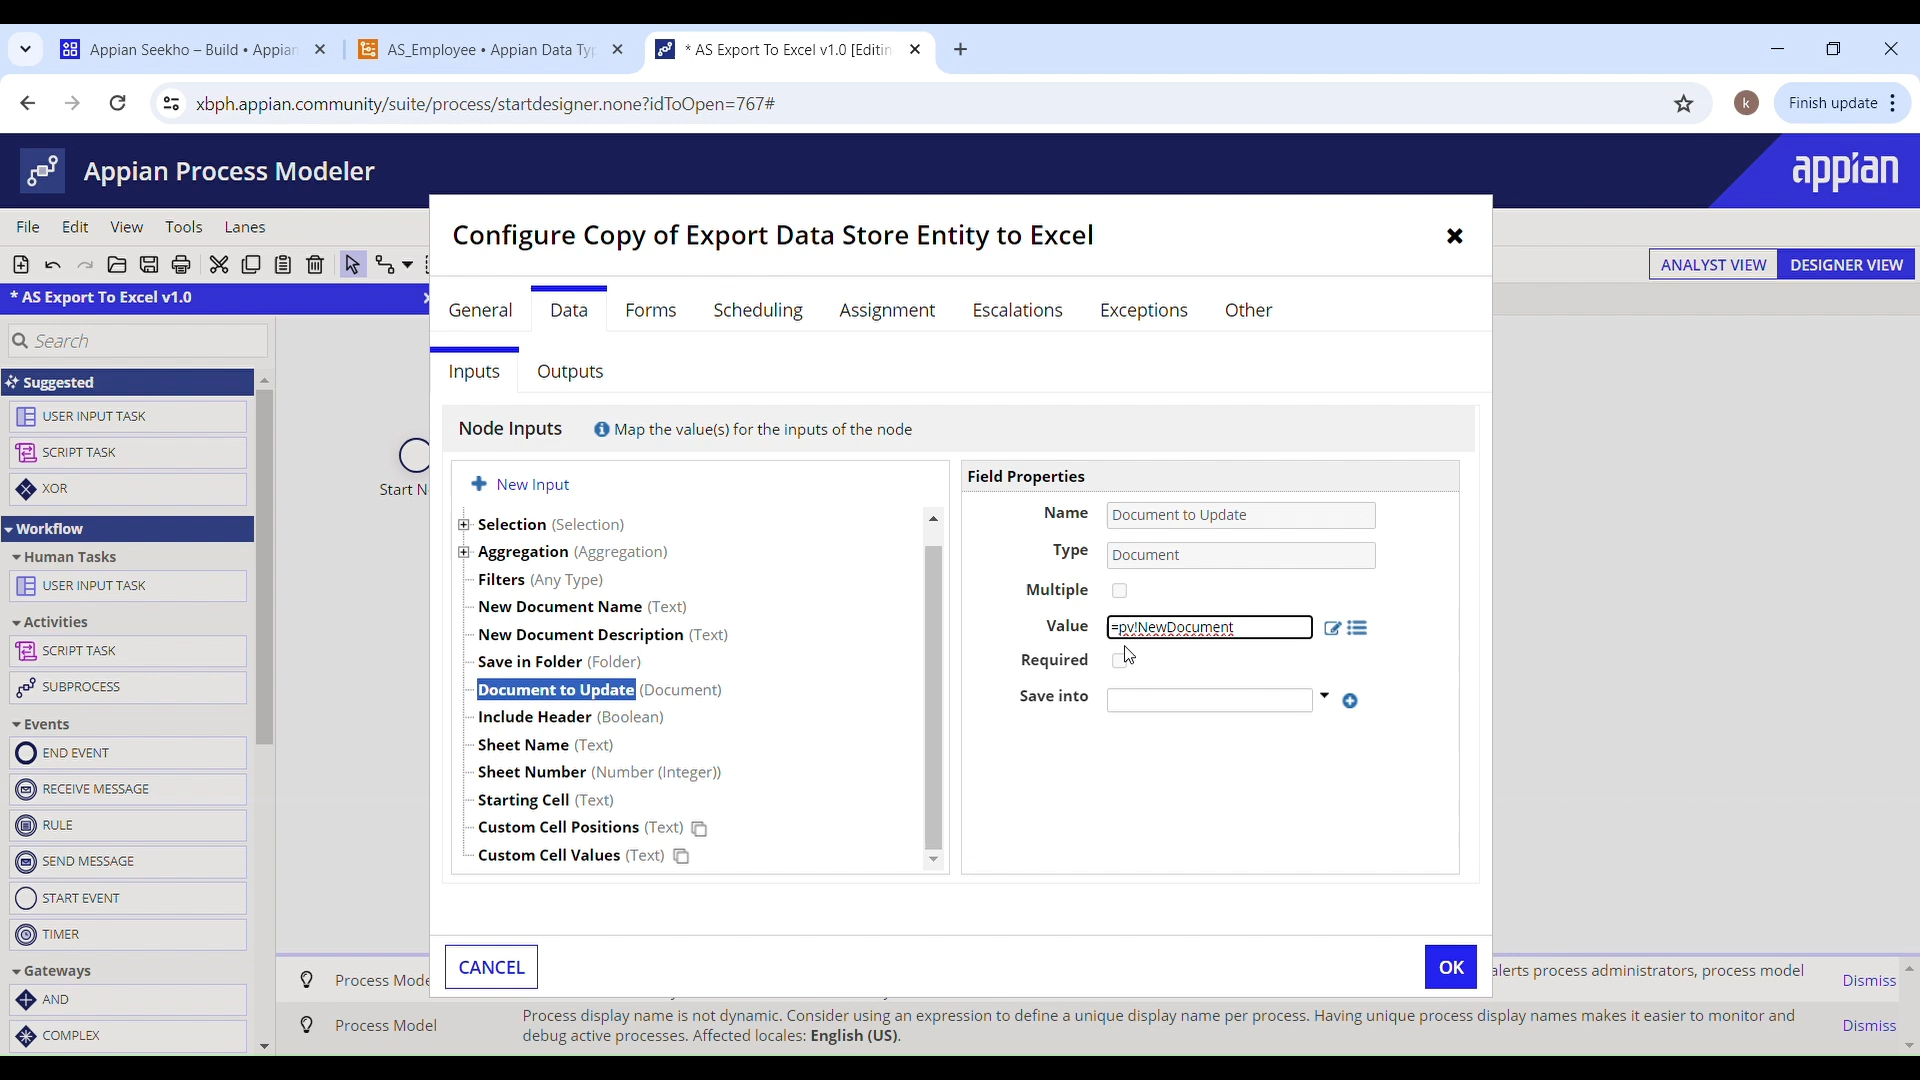 Appian Seekho – Build • Appian
AS_Employee • Appian Data Typ
* AS Export To Excel v1.0 [Editin
xbph.appian.community/suite/process/startdesigner.none?idToOpen=767#
k
Finish update
Appian Process Modeler
appian
File Edit View Tools Lanes
ANALYST VIEW DESIGNER VIEW
* AS Export To Excel v1.0
Search
Suggested
USER INPUT TASK
SCRIPT TASK
XOR
Workflow
Human Tasks
USER INPUT TASK
Activities
SCRIPT TASK
SUBPROCESS
Events
END EVENT
RECEIVE MESSAGE
RULE
SEND MESSAGE
START EVENT
TIMER
Gateways
AND
COMPLEX
Start N
Configure Copy of Export Data Store Entity to Excel
General Data Forms Scheduling Assignment Escalations Exceptions Other
Inputs Outputs
Node Inputs Map the value(s) for the inputs of the node
New Input
Selection (Selection)
Aggregation (Aggregation)
Filters (Any Type)
New Document Name (Text)
New Document Description (Text)
Save in Folder (Folder)
Document to Update (Document)
Include Header (Boolean)
Sheet Name (Text)
Sheet Number (Number (Integer))
Starting Cell (Text)
Custom Cell Positions (Text)
Custom Cell Values (Text)
Field Properties
Name Document to Update
Type Document
Multiple
Value =pv!NewDocument
Required
Save into
CANCEL
OK
Process Mode
alerts process administrators, process model
Dismiss
Process Model
Process display name is not dynamic. Consider using an expression to define a unique display name per process. Having unique process display names makes it easier to monitor and
debug active processes. Affected locales: English (US).
Dismiss